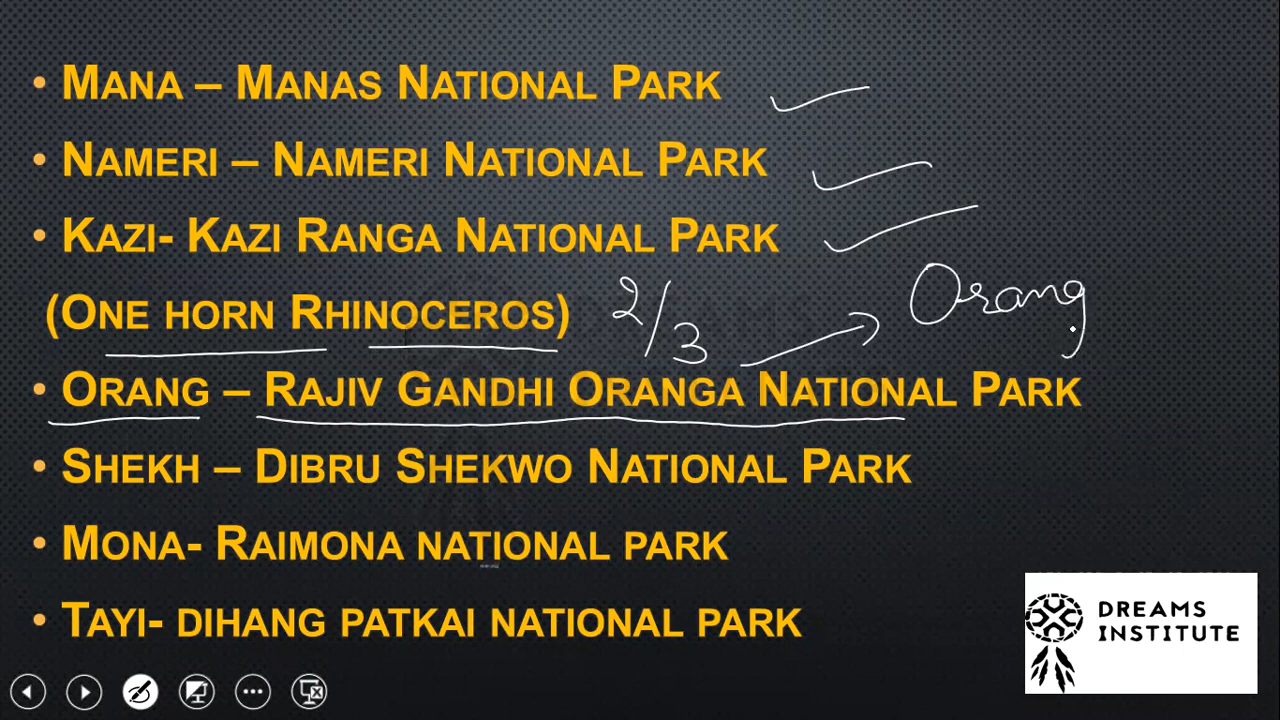 • MANA – MANAS NATIONAL PARK
• NAMERI – NAMERI NATIONAL PARK
• KAZI- KAZI RANGA NATIONAL PARK
(ONE HORN RHINOCEROS) 2/3 → Orang
• ORANG – RAJIV GANDHI ORANGA NATIONAL PARK
• SHEKH – DIBRU SHEKWO NATIONAL PARK
• MONA- RAIMONA NATIONAL PARK
• TAYI- DIHANG PATKAI NATIONAL PARK
DREAMS
INSTITUTE